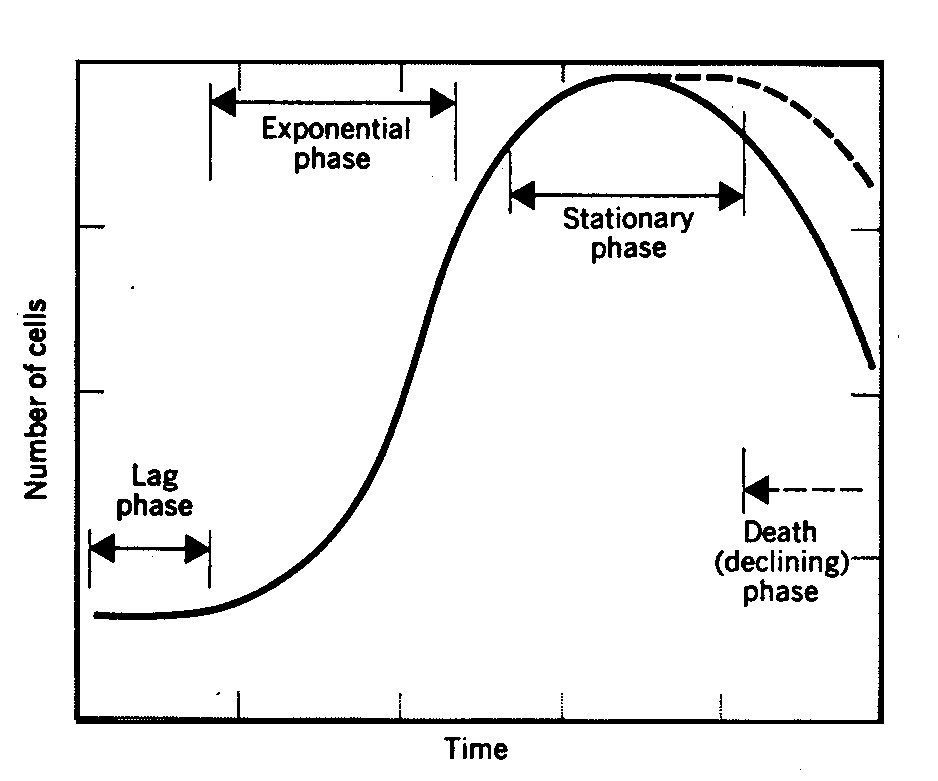 Exponential
phase
Stationary
phase
Number of cells
Lag
phase
Death
(declining)
phase
Time